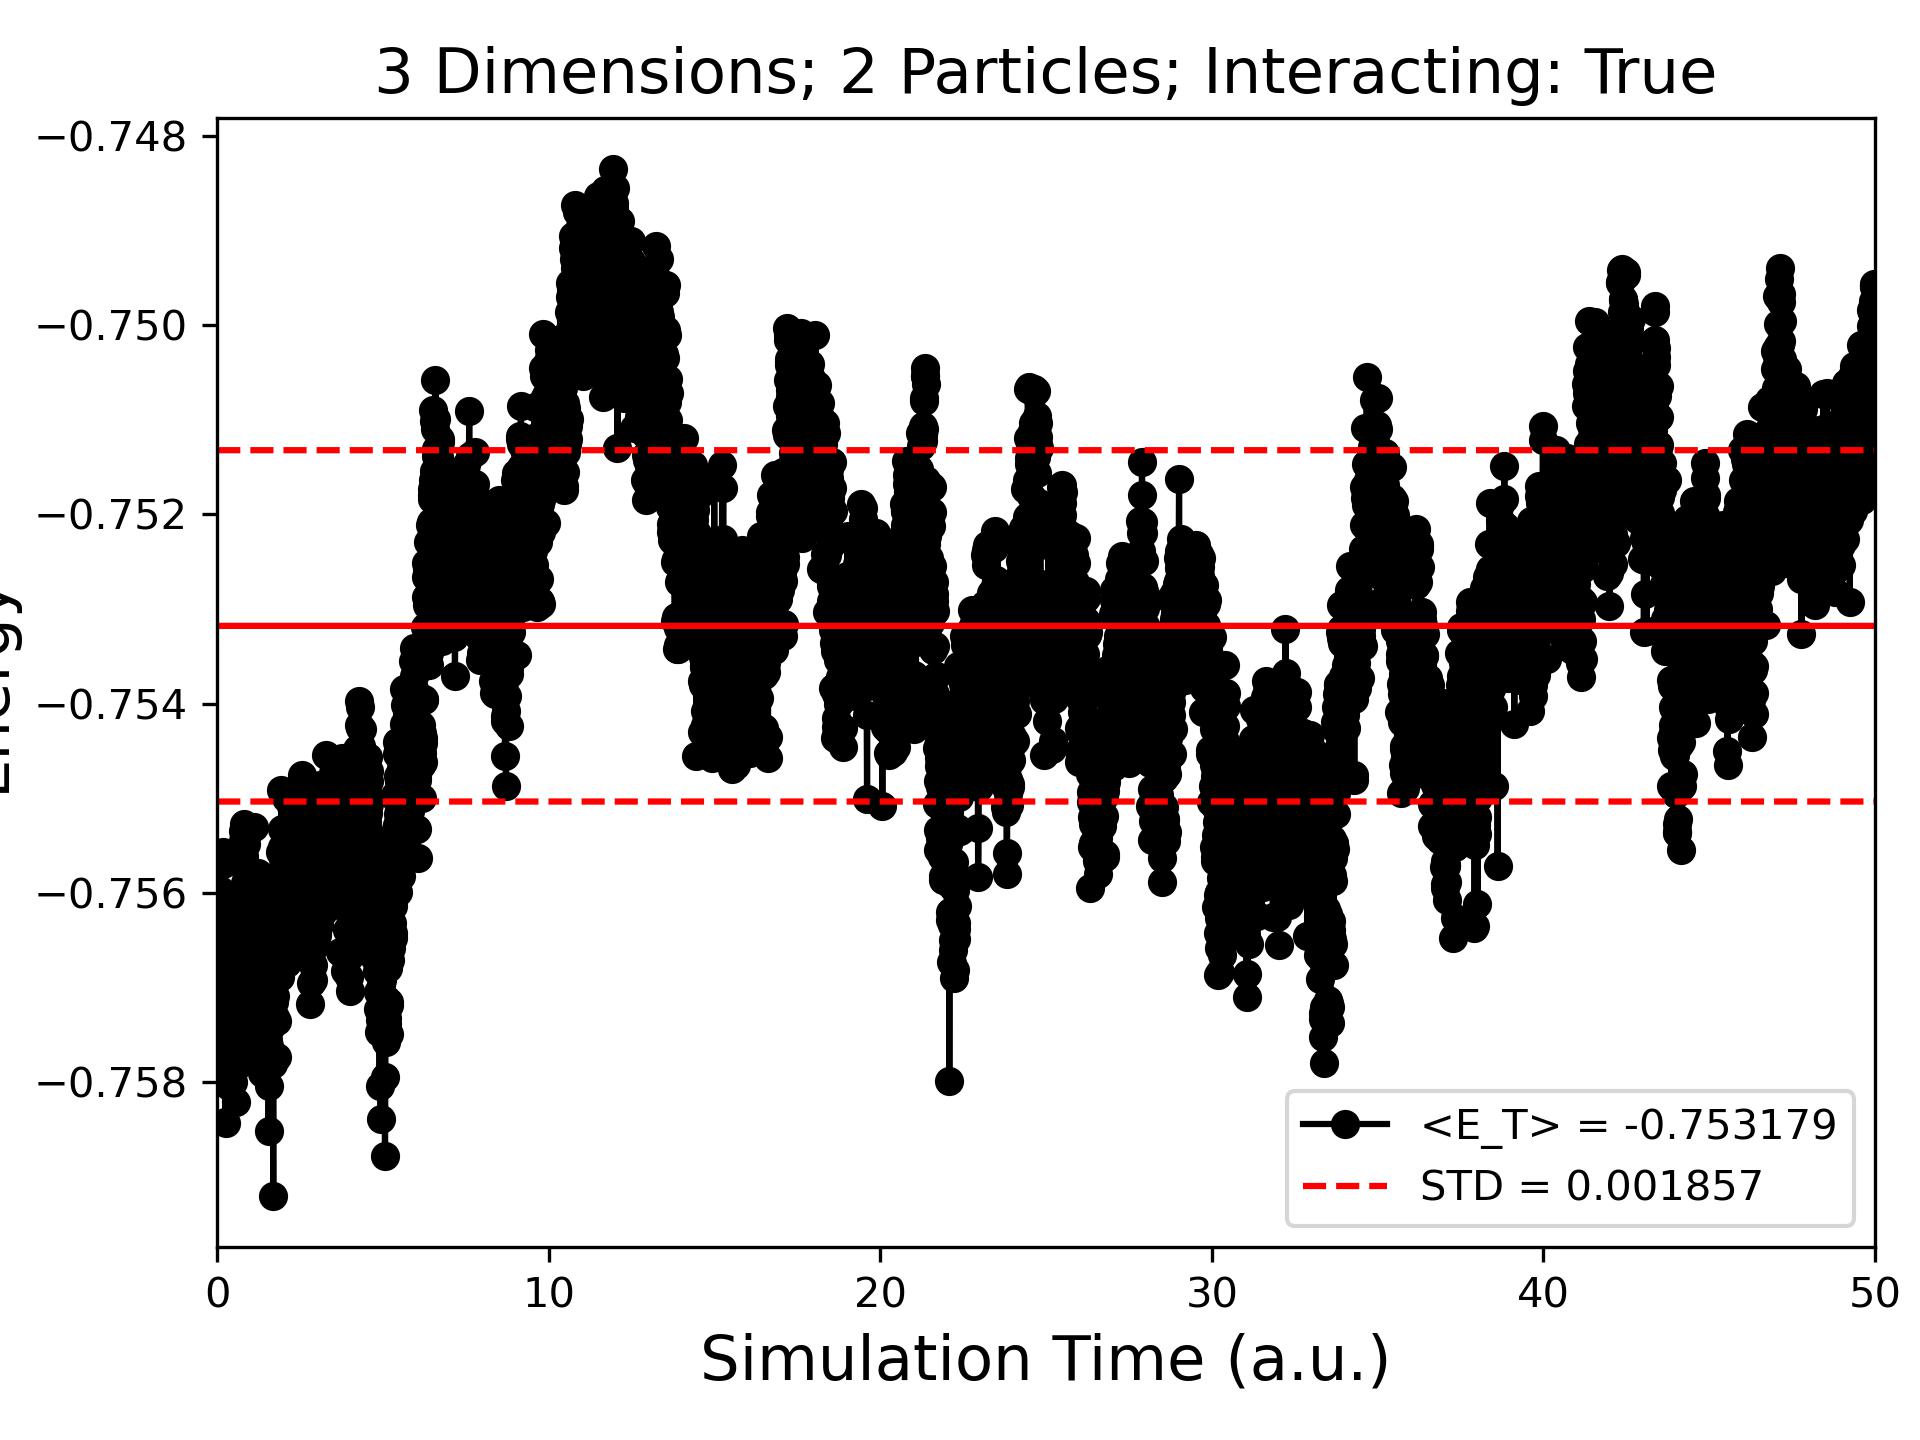 3 Dimensions; 2 Particles; Interacting: True
−0.748
−0.750
−0.752
−0.754
−0.756
−0.758
Energy
<E_T> = -0.753179
STD = 0.001857
0 10 20 30 40 50
Simulation Time (a.u.)